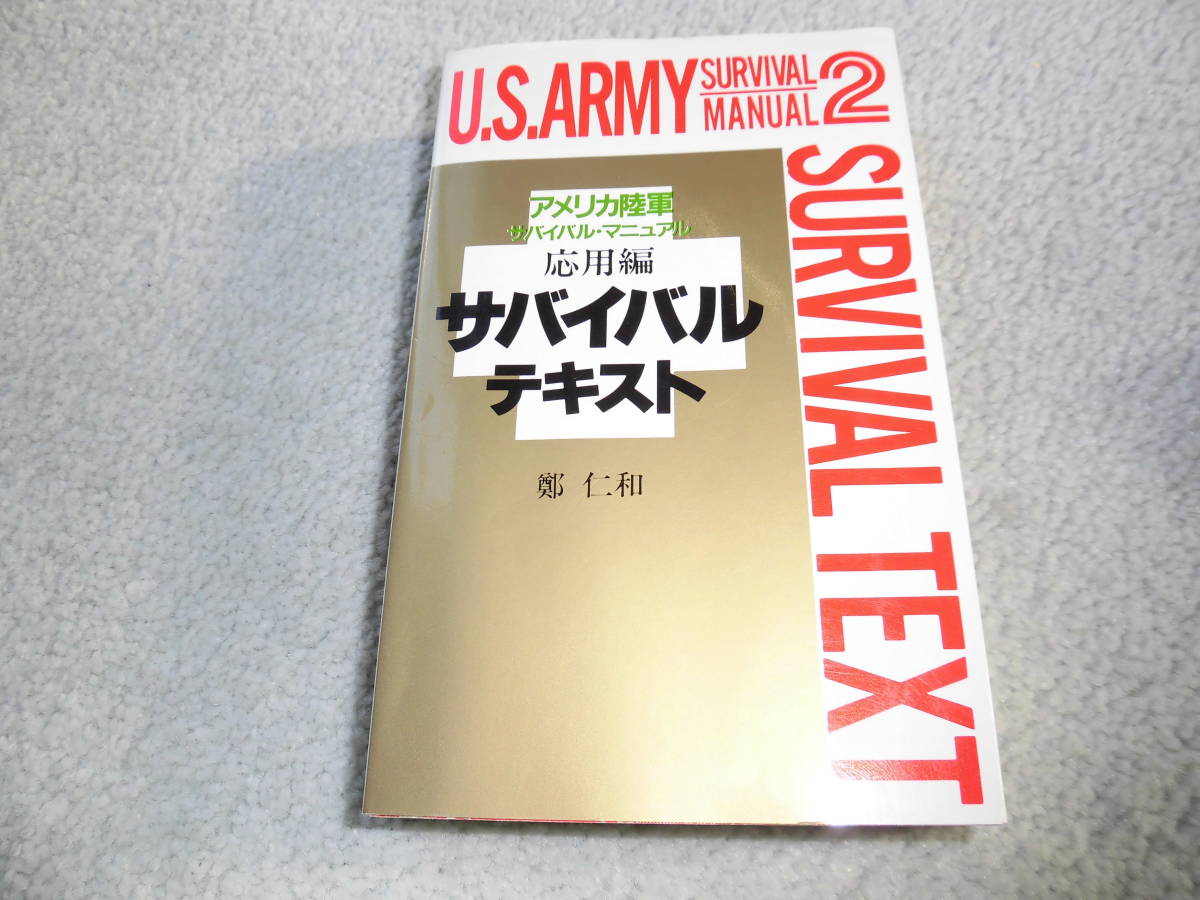 U.S.ARMY
SURVIVAL
MANUAL
2
SURVIVAL TEXT
アメリカ陸軍
サバイバル・マニュアル
応用編
サバイバル
テキスト
鄭 仁和